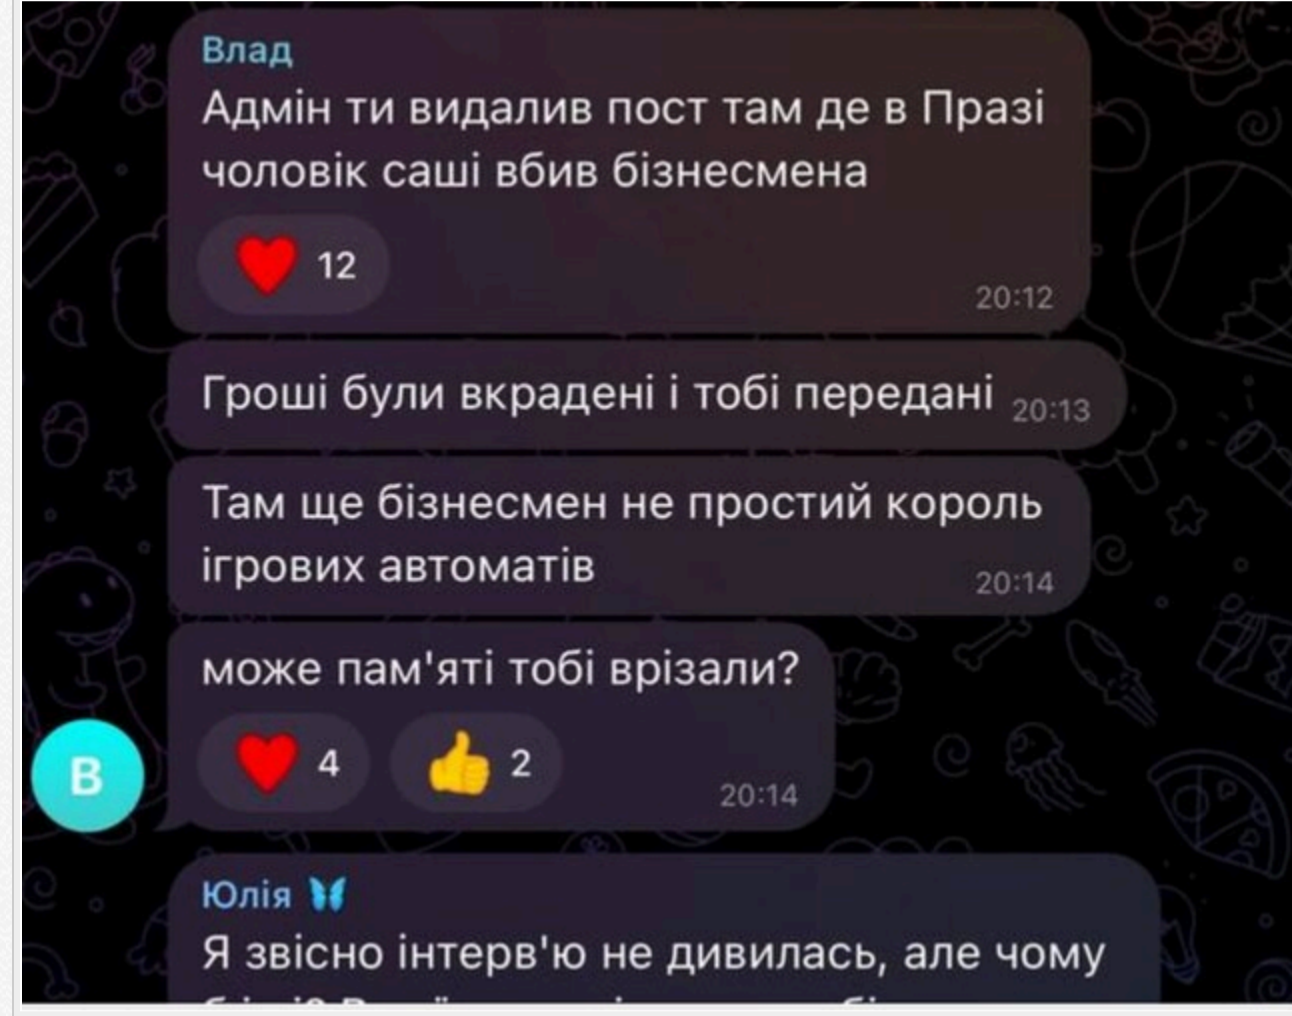 Влад
Адмін ти видалив пост там де в Празі
чоловік саші вбив бізнесмена
12
20:12
Гроші були вкрадені і тобі передані 20:13
Там ще бізнесмен не простий король
ігрових автоматів
20:14
може пам'яті тобі врізали?
4 2
20:14
В
Юлія
Я звісно інтерв'ю не дивилась, але чому